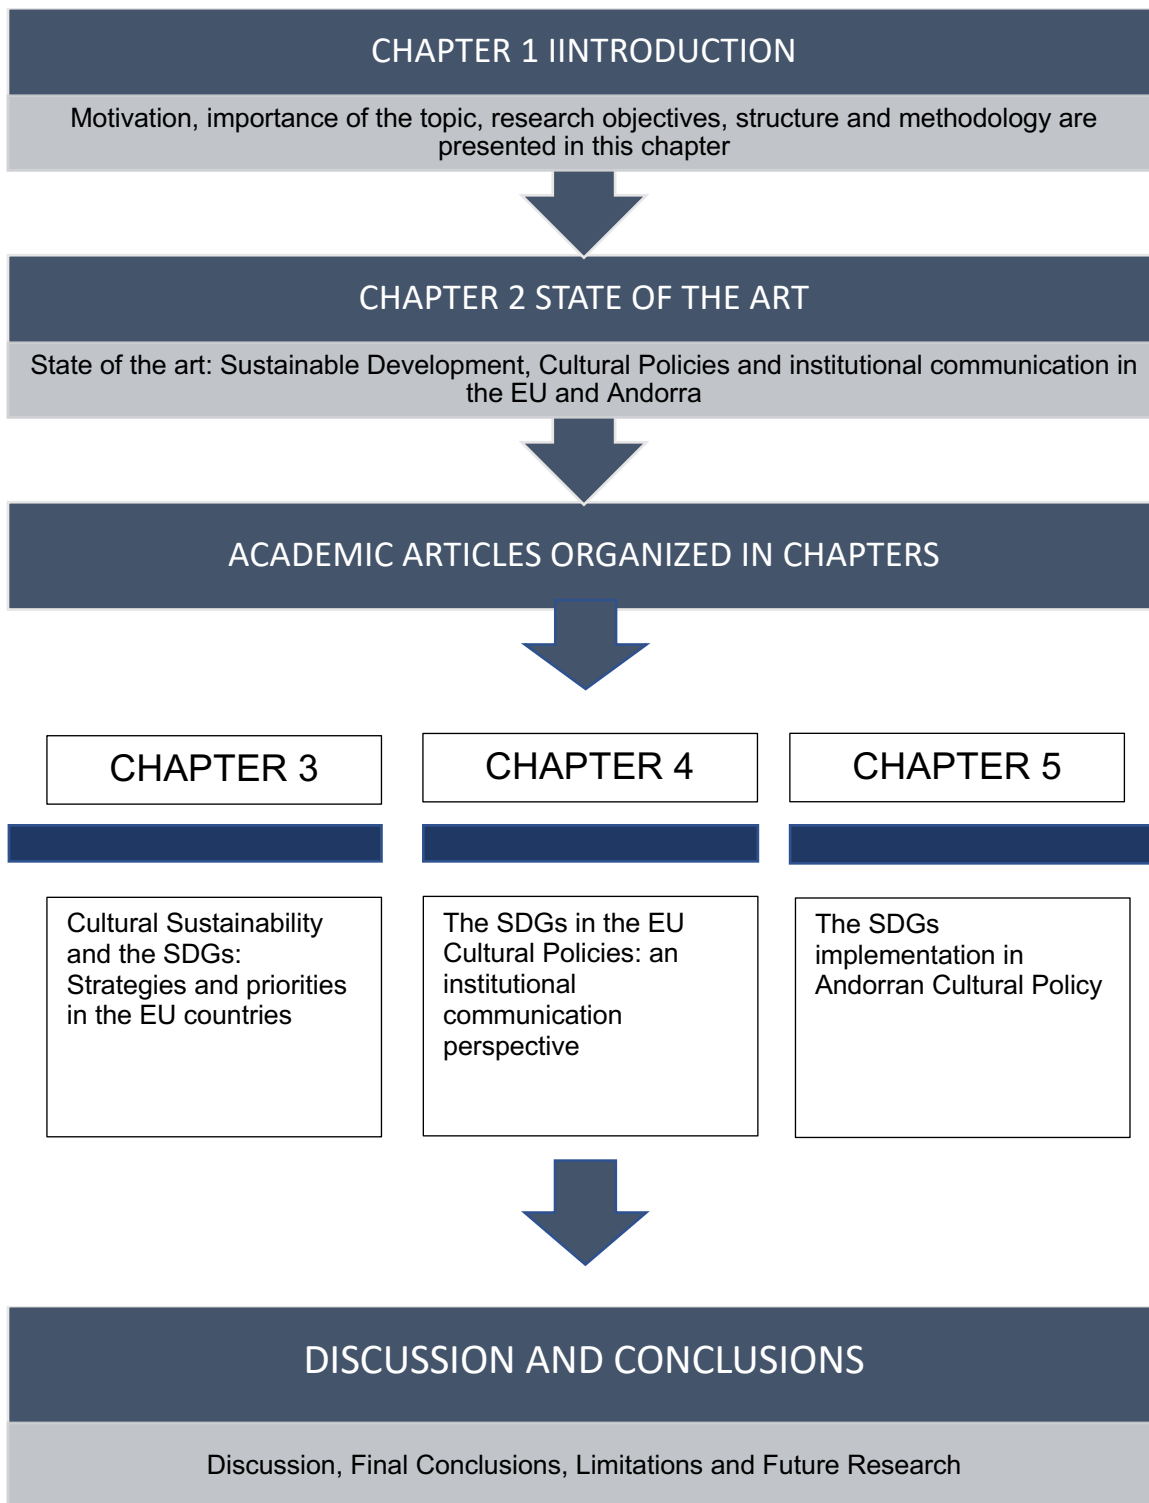 CHAPTER 1 IINTRODUCTION
Motivation, importance of the topic, research objectives, structure and methodology are
presented in this chapter
CHAPTER 2 STATE OF THE ART
State of the art: Sustainable Development, Cultural Policies and institutional communication in
the EU and Andorra
ACADEMIC ARTICLES ORGANIZED IN CHAPTERS
CHAPTER 3
Cultural Sustainability
and the SDGs:
Strategies and priorities
in the EU countries
CHAPTER 4
The SDGs in the EU
Cultural Policies: an
institutional
communication
perspective
CHAPTER 5
The SDGs
implementation in
Andorran Cultural Policy
DISCUSSION AND CONCLUSIONS
Discussion, Final Conclusions, Limitations and Future Research